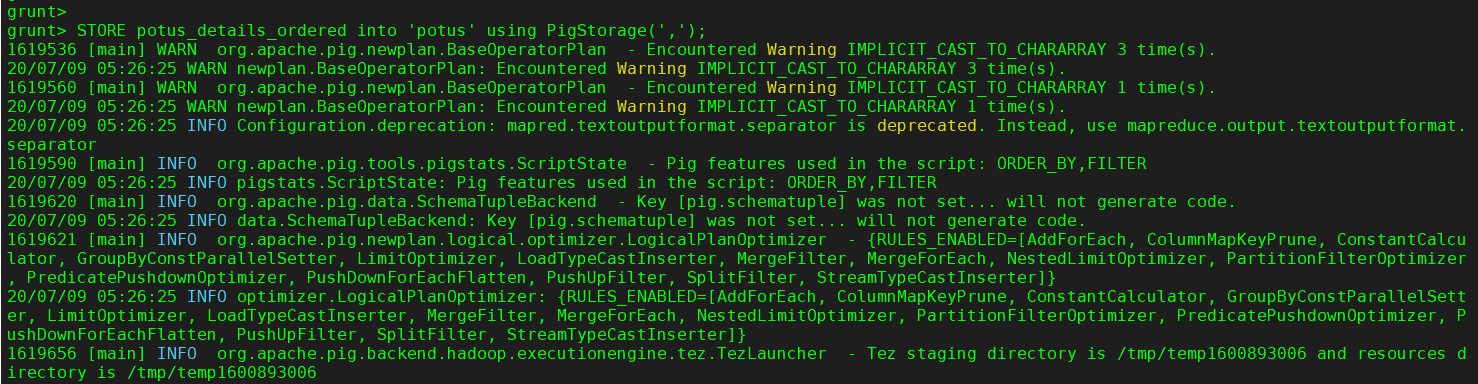 grunt>
grunt> STORE potus_details_ordered into 'potus' using PigStorage(',');
1619536 [main] WARN  org.apache.pig.newplan.BaseOperatorPlan  - Encountered Warning IMPLICIT_CAST_TO_CHARARRAY 3 time(s).
20/07/09 05:26:25 WARN newplan.BaseOperatorPlan: Encountered Warning IMPLICIT_CAST_TO_CHARARRAY 3 time(s).
1619560 [main] WARN  org.apache.pig.newplan.BaseOperatorPlan  - Encountered Warning IMPLICIT_CAST_TO_CHARARRAY 1 time(s).
20/07/09 05:26:25 WARN newplan.BaseOperatorPlan: Encountered Warning IMPLICIT_CAST_TO_CHARARRAY 1 time(s).
20/07/09 05:26:25 INFO Configuration.deprecation: mapred.textoutputformat.separator is deprecated. Instead, use mapreduce.output.textoutputformat.
separator
1619590 [main] INFO  org.apache.pig.tools.pigstats.ScriptState  - Pig features used in the script: ORDER_BY,FILTER
20/07/09 05:26:25 INFO pigstats.ScriptState: Pig features used in the script: ORDER_BY,FILTER
1619620 [main] INFO  org.apache.pig.data.SchemaTupleBackend  - Key [pig.schematuple] was not set... will not generate code.
20/07/09 05:26:25 INFO data.SchemaTupleBackend: Key [pig.schematuple] was not set... will not generate code.
1619621 [main] INFO  org.apache.pig.newplan.logical.optimizer.LogicalPlanOptimizer  - {RULES_ENABLED=[AddForEach, ColumnMapKeyPrune, ConstantCalcu
lator, GroupByConstParallelSetter, LimitOptimizer, LoadTypeCastInserter, MergeFilter, MergeForEach, NestedLimitOptimizer, PartitionFilterOptimizer
, PredicatePushdownOptimizer, PushDownForEachFlatten, PushUpFilter, SplitFilter, StreamTypeCastInserter]}
20/07/09 05:26:25 INFO optimizer.LogicalPlanOptimizer: {RULES_ENABLED=[AddForEach, ColumnMapKeyPrune, ConstantCalculator, GroupByConstParallelSett
er, LimitOptimizer, LoadTypeCastInserter, MergeFilter, MergeForEach, NestedLimitOptimizer, PartitionFilterOptimizer, PredicatePushdownOptimizer, P
ushDownForEachFlatten, PushUpFilter, SplitFilter, StreamTypeCastInserter]}
1619656 [main] INFO  org.apache.pig.backend.hadoop.executionengine.tez.TezLauncher  - Tez staging directory is /tmp/temp1600893006 and resources d
irectory is /tmp/temp1600893006